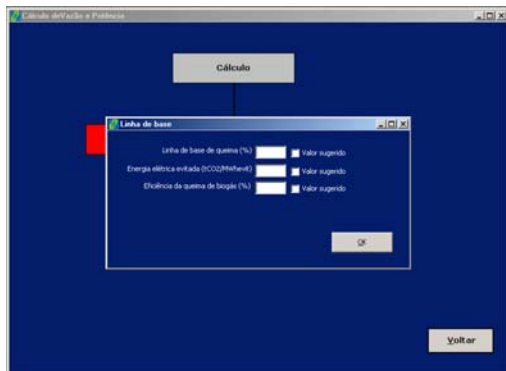 Cálculo deVazão e Potência
Cálculo
Linha de base
Linha de base de queima (%)
Valor sugerido
Energia elétrica evitada (tCO2/MWhevit)
Valor sugerido
Eficiência da queima de biogás (%)
Valor sugerido
OK
Voltar